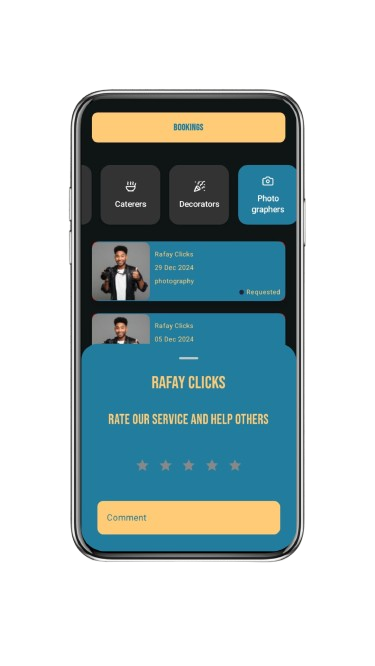 BOOKINGS
Caterers
Decorators
Photo
graphers
Rafay Clicks
29 Dec 2024
photography
Requested
Rafay Clicks
05 Dec 2024
RAFAY CLICKS
RATE OUR SERVICE AND HELP OTHERS
Comment